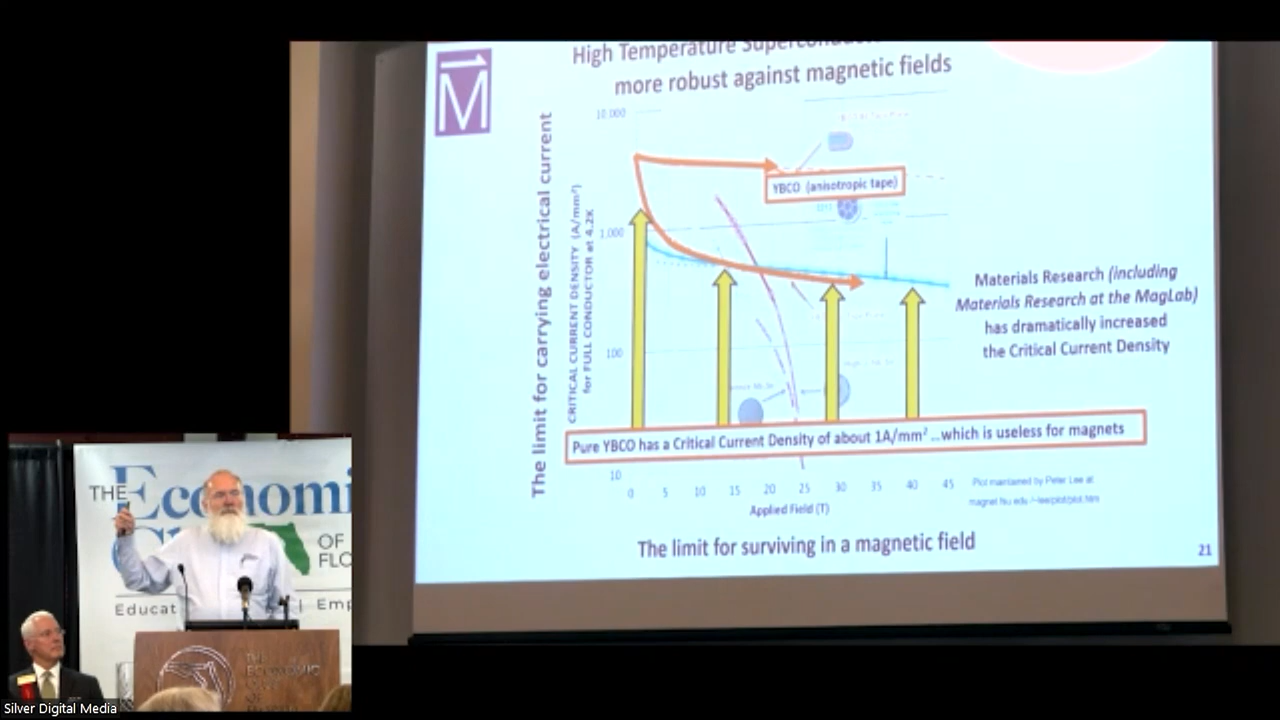 M
High Temperature Superconduc
more robust against magnetic fields
The limit for carrying electrical current
CRITICAL CURRENT DENSITY (A/mm²)
for FULL CONDUCTOR at 4.2K
10,000
YBCO (anisotropic tape)
1,000
100
Materials Research (including
Materials Research at the MagLab)
has dramatically increased
the Critical Current Density
Pure YBCO has a Critical Current Density of about 1A/mm² ...which is useless for magnets
10
0 5 10 15 20 25 30 35 40 45
Applied Field (T)
Plot maintained by Peter Lee at
The limit for surviving in a magnetic field
21
THE
Economi
OF
FLO
Educat | Emp
THE
ECONOMIC
OF
Silver Digital Media